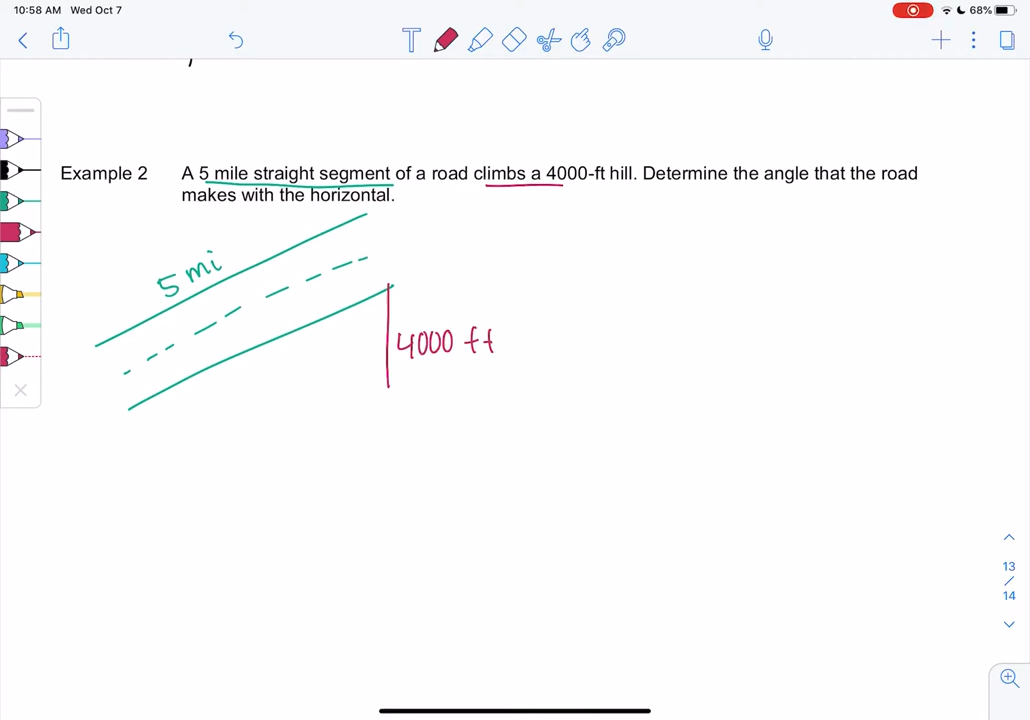 10:58 AM Wed Oct 7
68%
Example 2 A 5 mile straight segment of a road climbs a 4000-ft hill. Determine the angle that the road
makes with the horizontal.
5 mi
4000 ft
13
/
14